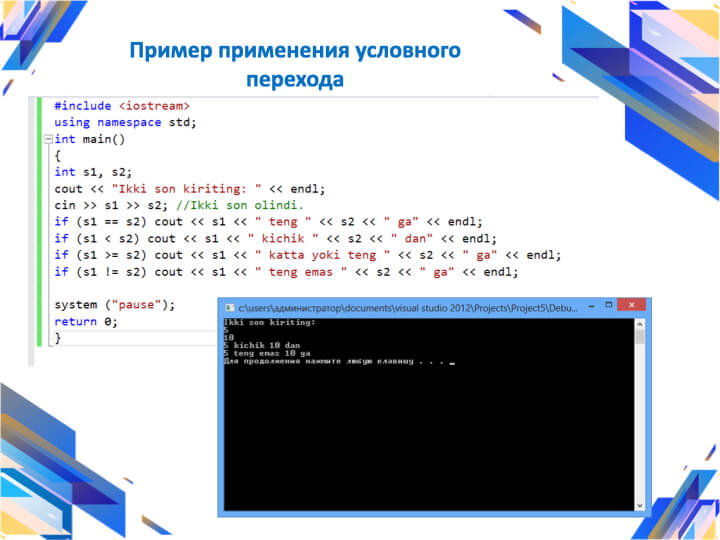 Пример применения условного
перехода
#include <iostream>
using namespace std;
int main()
{
int s1, s2;
cout << "Ikki son kiriting: " << endl;
cin >> s1 >> s2; //Ikki son olindi.
if (s1 == s2) cout << s1 << " teng " << s2 << " ga" << endl;
if (s1 < s2) cout << s1 << " kichik " << s2 << " dan" << endl;
if (s1 >= s2) cout << s1 << " katta yoki teng " << s2 << " ga" << endl;
if (s1 != s2) cout << s1 << " teng emas " << s2 << " ga" << endl;
system ("pause");
return 0;
}
c:\users\администратор\documents\visual studio 2012\Projects\Project5\Debu...
Ikki son kiriting:
5
10
5 kichik 10 dan
5 teng emas 10 ga
Для продолжения нажмите любую клавишу . . . _